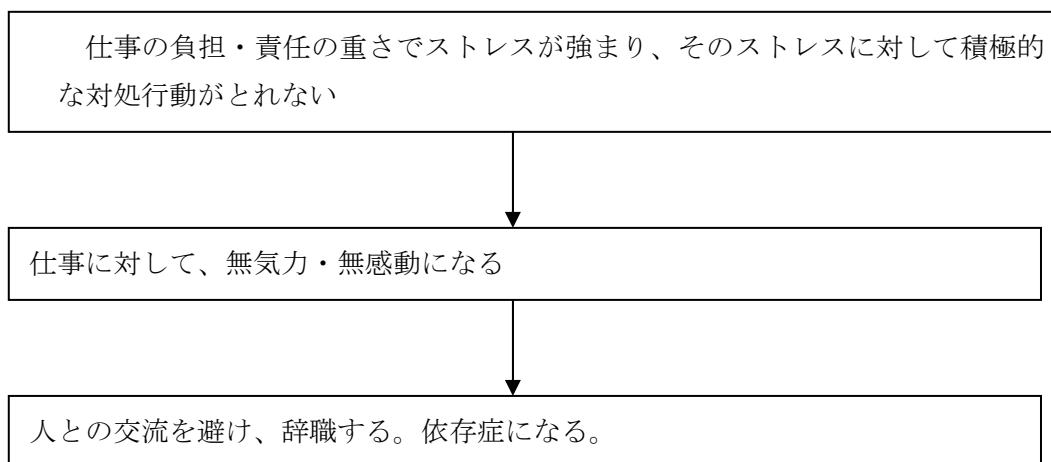 仕事の負担・責任の重さでストレスが強まり、そのストレスに対して積極的
な対処行動がとれない
仕事に対して、無気力・無感動になる
人との交流を避け、辞職する。依存症になる。